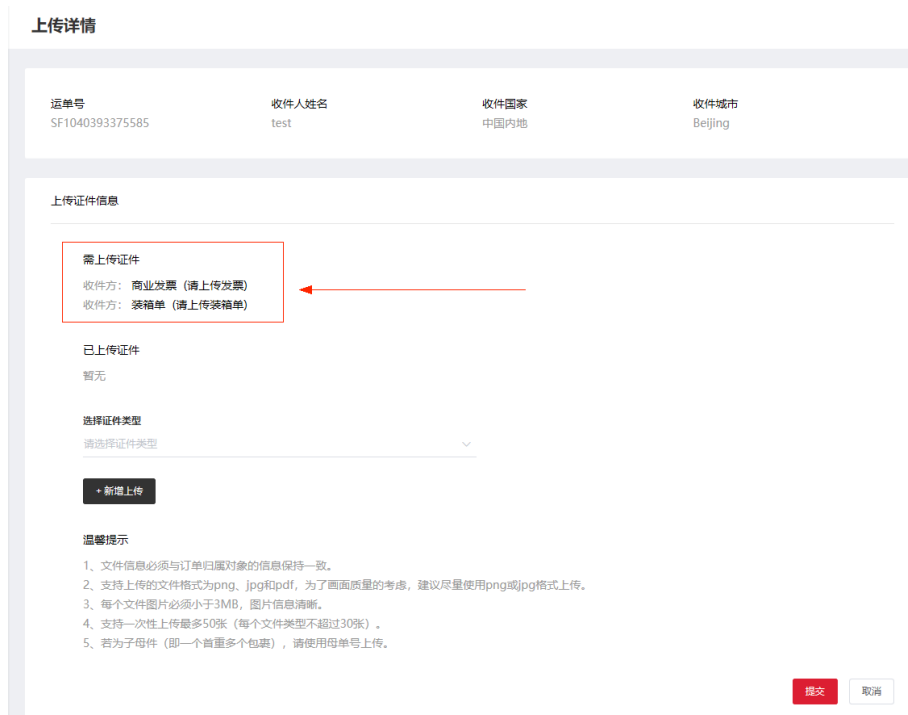 上传详情
运单号 收件人姓名 收件国家 收件城市
SF1040393375585 test 中国内地 Beijing
上传证件信息
需上传证件
收件方： 商业发票（请上传发票）
收件方： 装箱单（请上传装箱单）
已上传证件
暂无
选择证件类型
请选择证件类型
+ 新增上传
温馨提示
1、文件信息必须与订单归属对象的信息保持一致。
2、支持上传的文件格式为png、jpg和pdf，为了画面质量的考虑，建议尽量使用png或jpg格式上传。
3、每个文件图片必须小于3MB，图片信息清晰。
4、支持一次性上传最多50张（每个文件类型不超过30张）。
5、若为子母件（即一个首重多个包裹），请使用母单号上传。
提交 取消